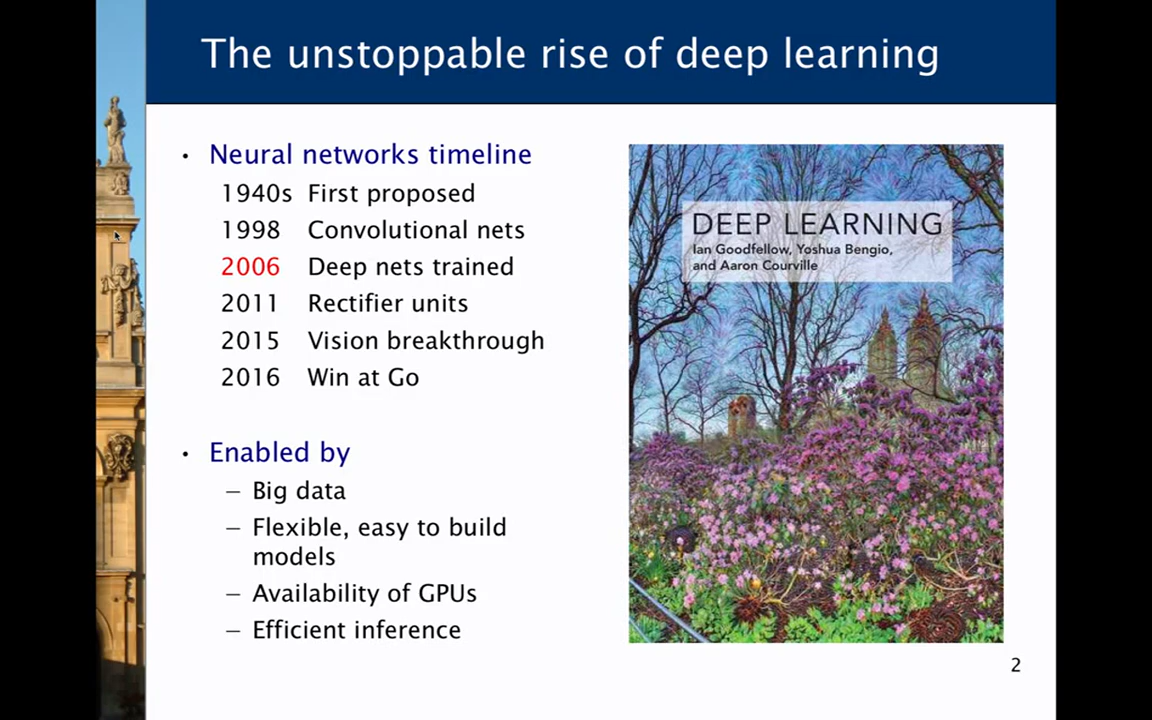 The unstoppable rise of deep learning
• Neural networks timeline
1940s First proposed
1998 Convolutional nets
2006 Deep nets trained
2011 Rectifier units
2015 Vision breakthrough
2016 Win at Go
• Enabled by
– Big data
– Flexible, easy to build
models
– Availability of GPUs
– Efficient inference
DEEP LEARNING
Ian Goodfellow, Yoshua Bengio,
and Aaron Courville
2